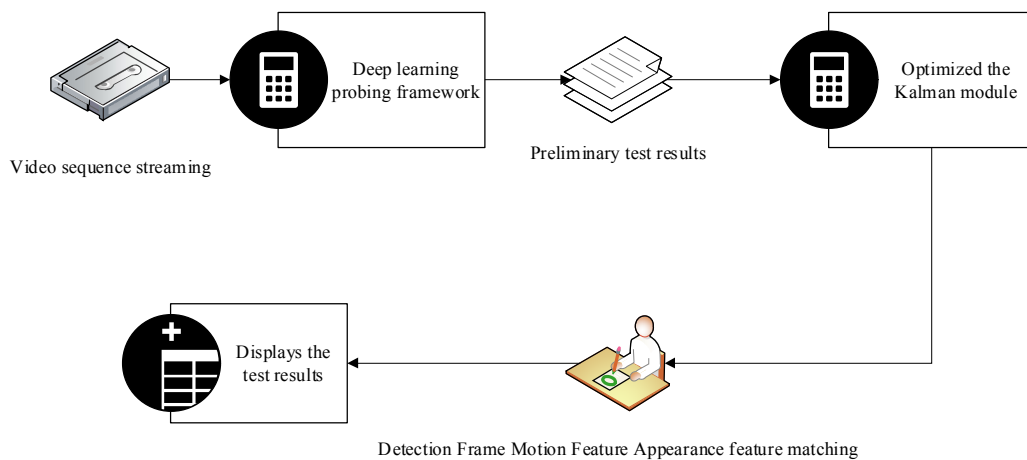 Video sequence streaming
Deep learning
probing framework
Preliminary test results
Optimized the
Kalman module
Detection Frame Motion Feature Appearance feature matching
Displays the
test results